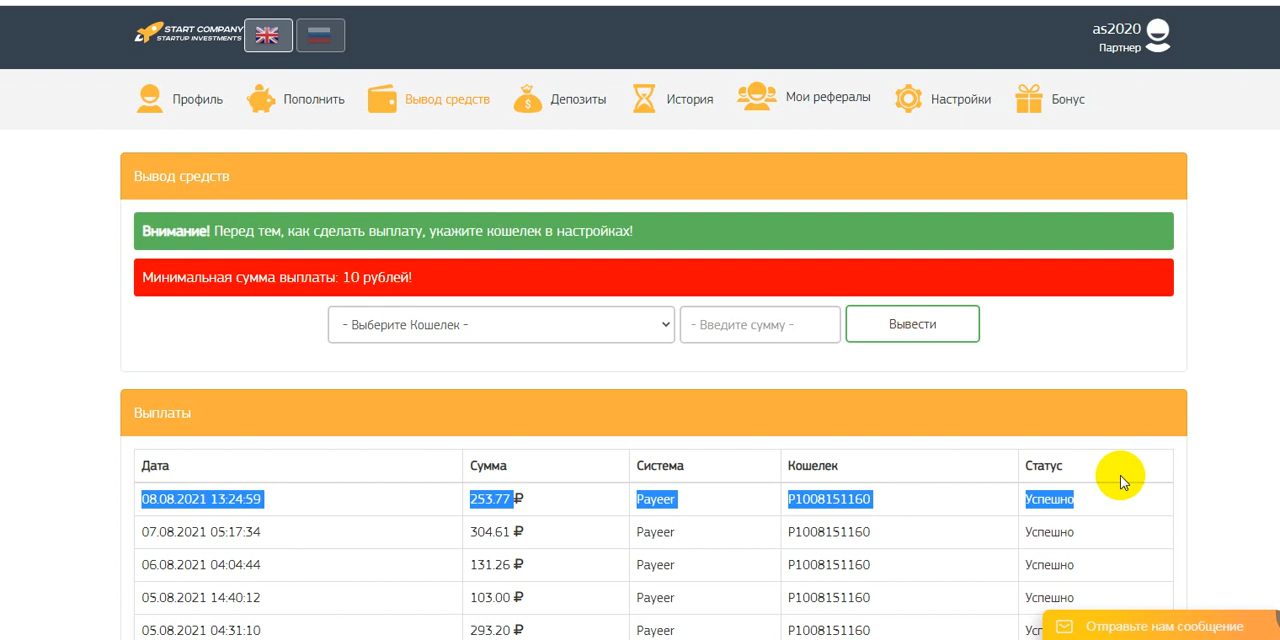 START COMPANY
STARTUP INVESTMENTS
as2020
Партнер
Профиль Пополнить Вывод средств Депозиты История Мои рефералы Настройки Бонус
Вывод средств
Внимание! Перед тем, как сделать выплату, укажите кошелек в настройках!
Минимальная сумма выплаты: 10 рублей!
- Выберите Кошелек - - Введите сумму - Вывести
Выплаты
Дата Сумма Система Кошелек Статус
08.08.2021 13:24:59 253.77 ₽ Payeer P1008151160 Успешно
07.08.2021 05:17:34 304.61 ₽ Payeer P1008151160 Успешно
06.08.2021 04:04:44 131.26 ₽ Payeer P1008151160 Успешно
05.08.2021 14:40:12 103.00 ₽ Payeer P1008151160 Успешно
05.08.2021 04:31:10 293.20 ₽ Payeer P1008151160 Усг
Отправьте нам сообщение